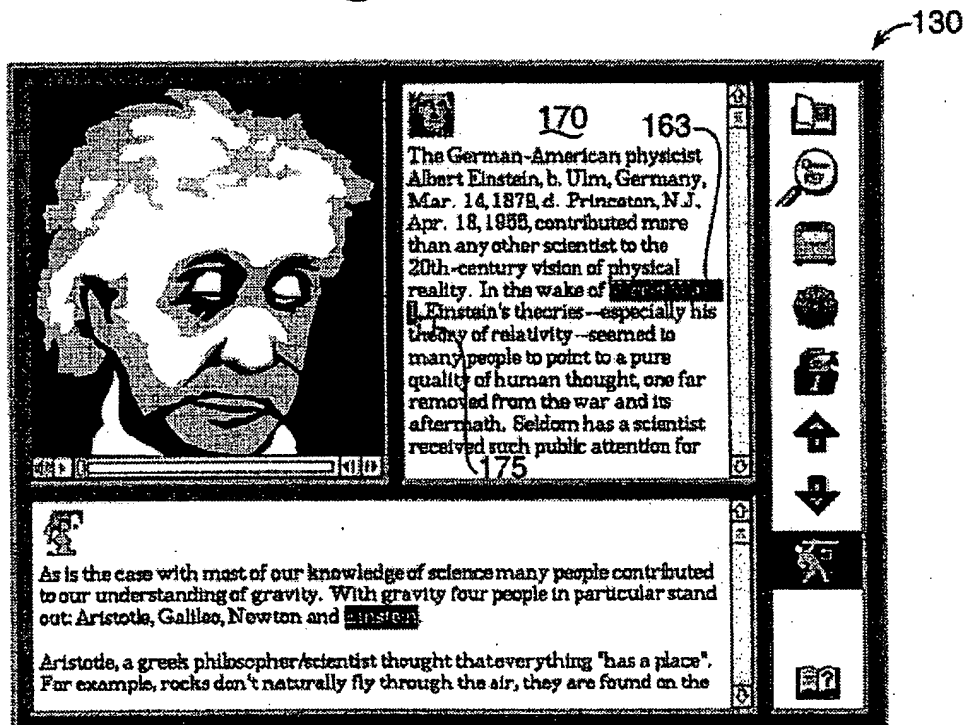 130
170
163
The German-American physicist
Albert Einstein, b. Ulm, Germany,
Mar. 14, 1879, d. Princeton, N.J.
Apr. 18, 1955, contributed more
than any other scientist to the
20th-century vision of physical
reality. In the wake of
Einstein's theories--especially his
theory of relativity--seemed to
many people to point to a pure
quality of human thought, one far
removed from the war and its
aftermath. Seldom has a scientist
received such public attention for
175
As is the case with most of our knowledge of science many people contributed
to our understanding of gravity. With gravity four people in particular stand
out: Aristotle, Galileo, Newton and Einstein.
Aristotle, a greek philosopher/scientist thought that everything "has a place".
For example, rocks don't naturally fly through the air, they are found on the